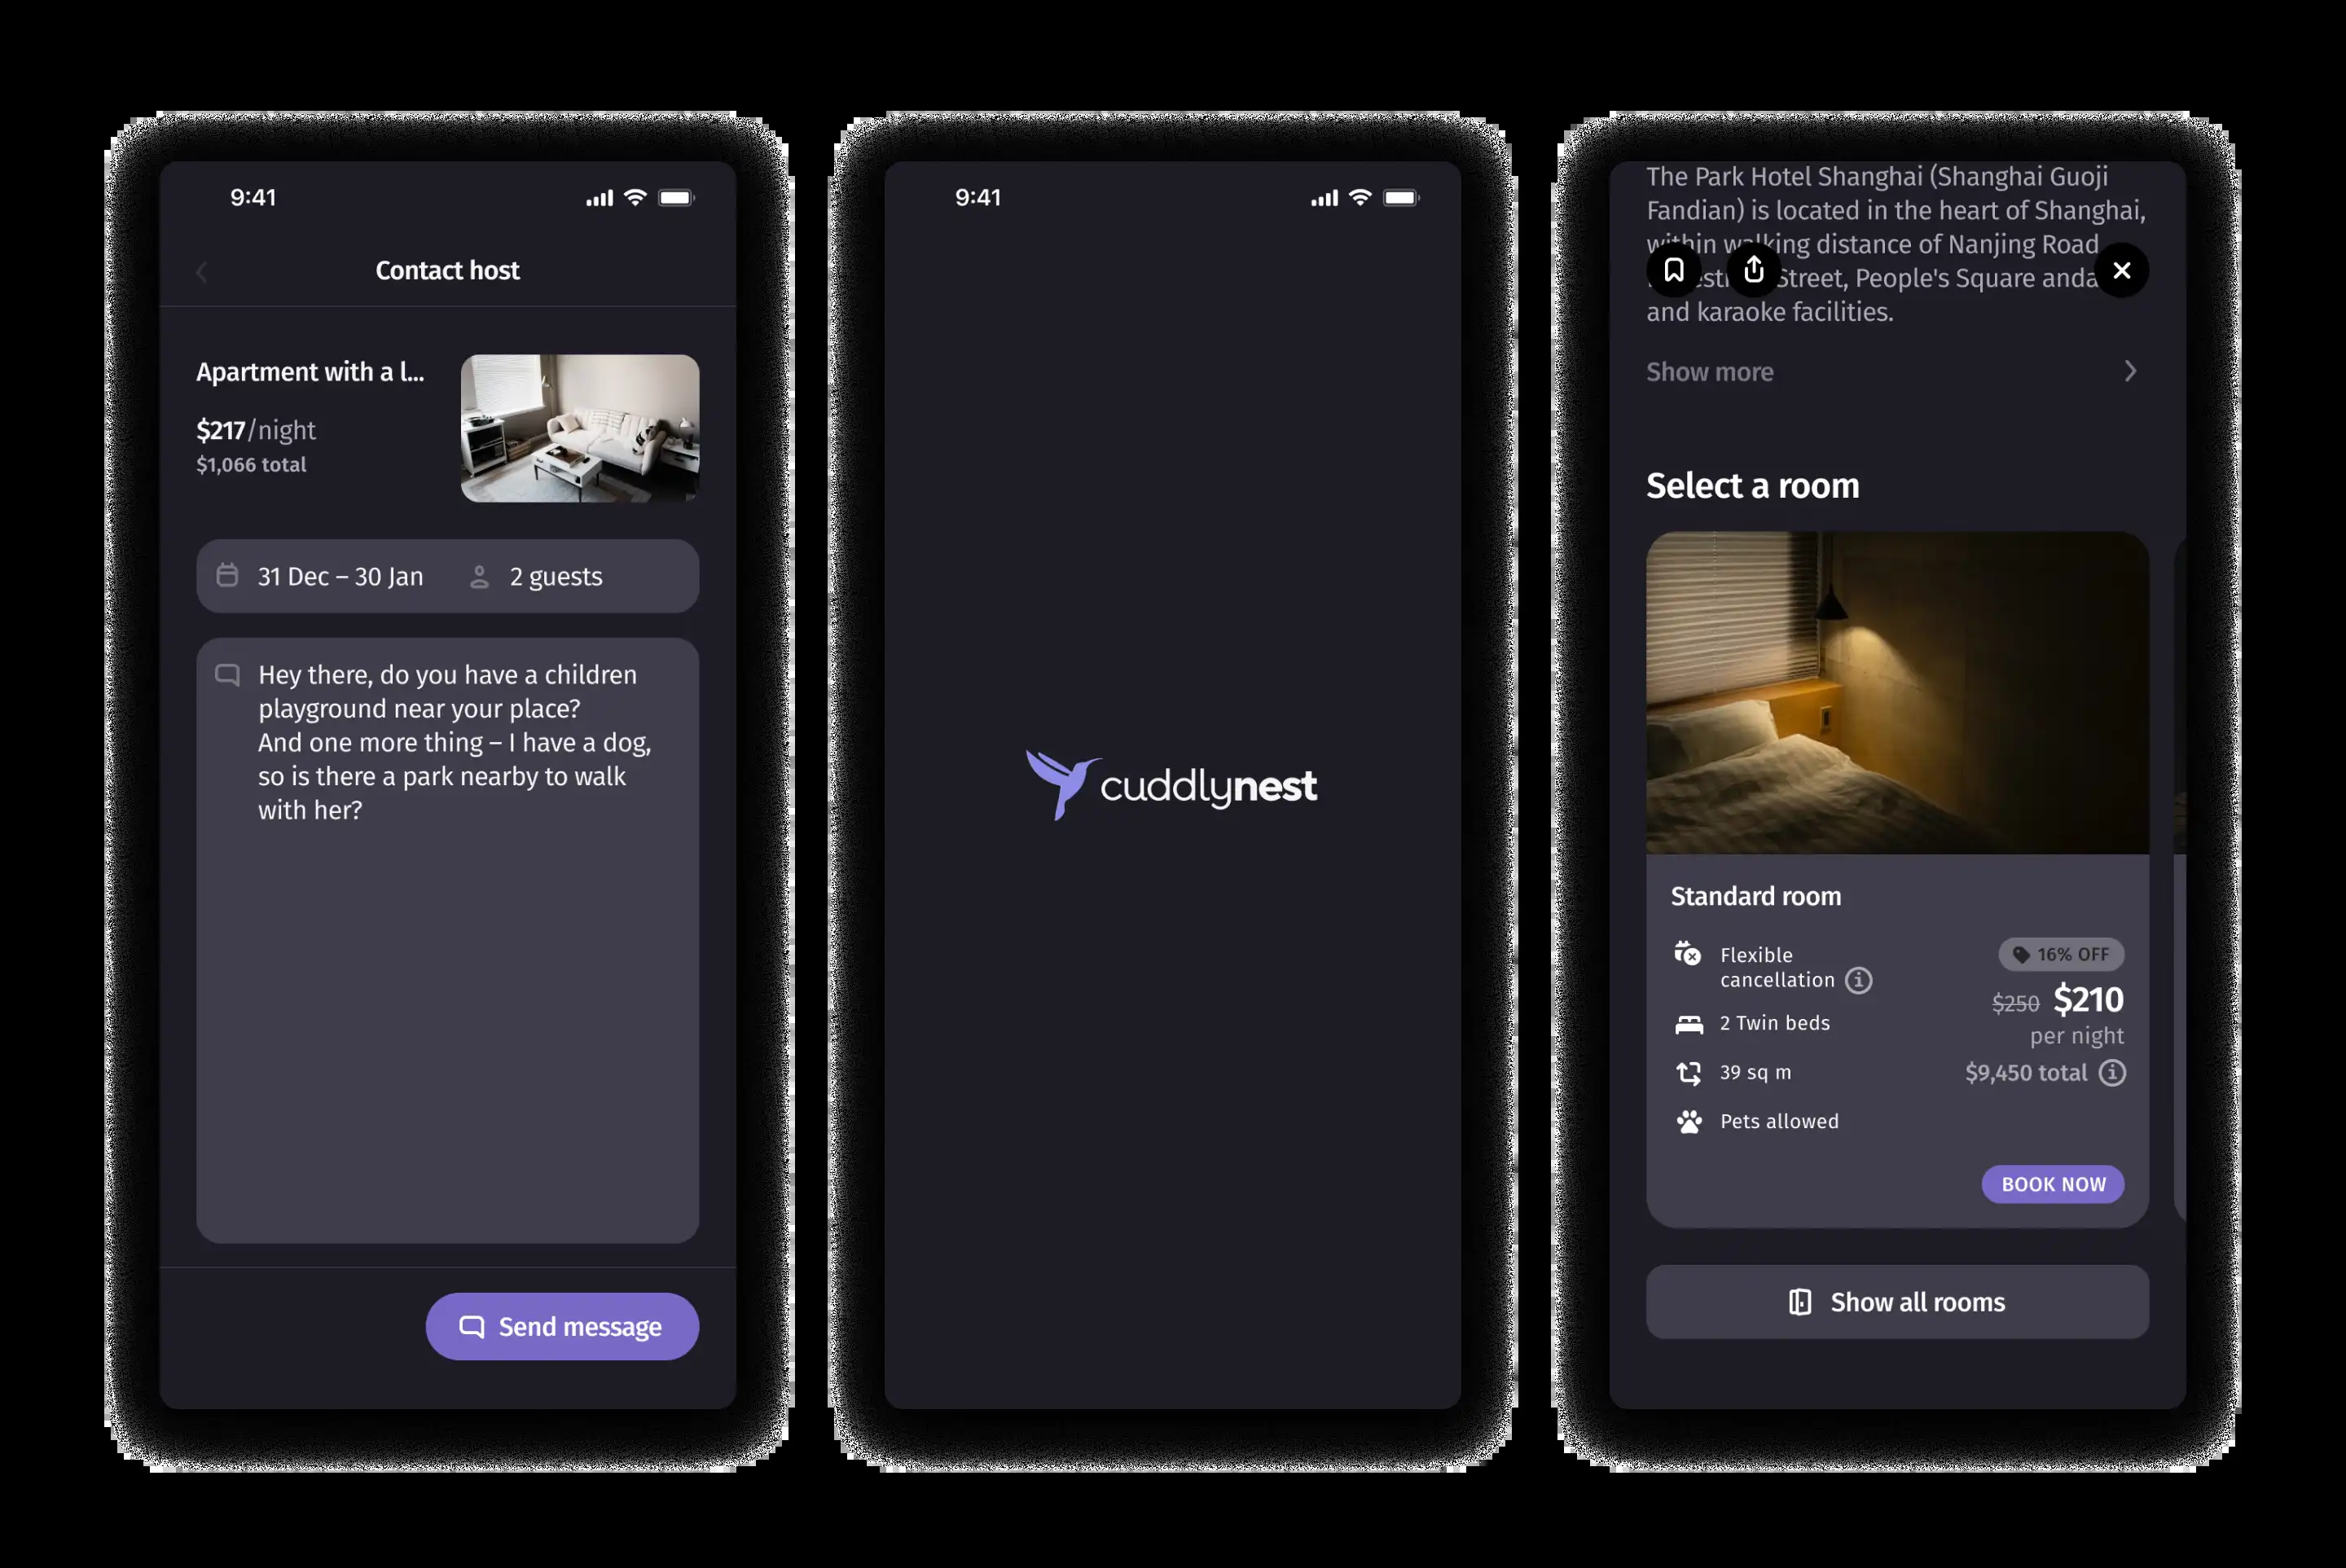 9:41
Contact host
Apartment with a l...
$217/night
$1,066 total
31 Dec – 30 Jan
2 guests
Hey there, do you have a children
playground near your place?
And one more thing – I have a dog,
so is there a park nearby to walk
with her?
Send message
9:41
cuddlynest
The Park Hotel Shanghai (Shanghai Guoji
Fandian) is located in the heart of Shanghai,
within walking distance of Nanjing Road
Street, People's Square anda
and karaoke facilities.
Show more
Select a room
Standard room
Flexible
cancellation
2 Twin beds
39 sq m
Pets allowed
16% OFF
$250 $210
per night
$9,450 total
BOOK NOW
Show all rooms